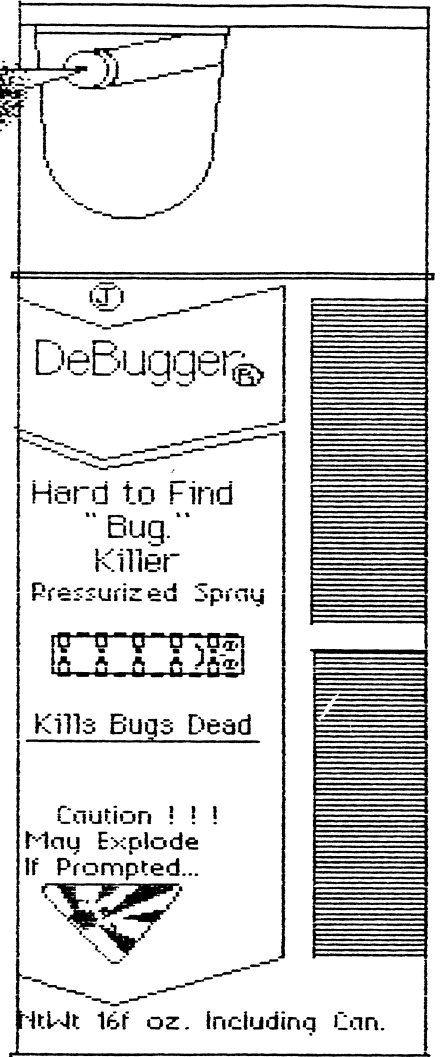 J
DeBugger®
Hard to Find
"Bug."
Killer
Pressurized Spray
Kills Bugs Dead
Caution ! ! !
May Explode
If Prompted...
NtWt 16f oz. Including Can.